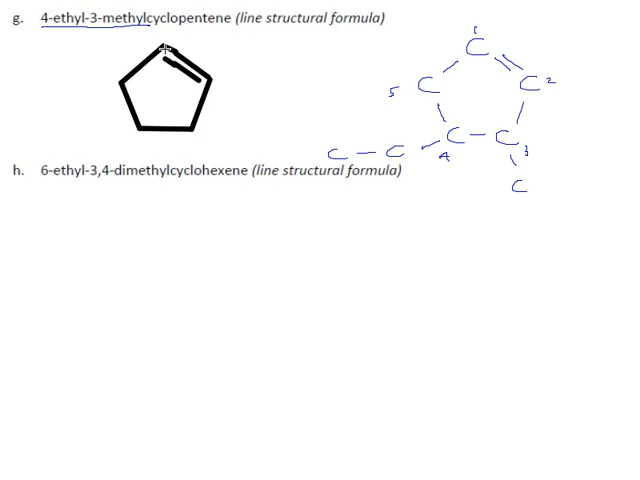 g. 4-ethyl-3-methylcyclopentene (line structural formula)
1
C
5 C C 2
C — C C — C 3
4
C
h. 6-ethyl-3,4-dimethylcyclohexene (line structural formula)